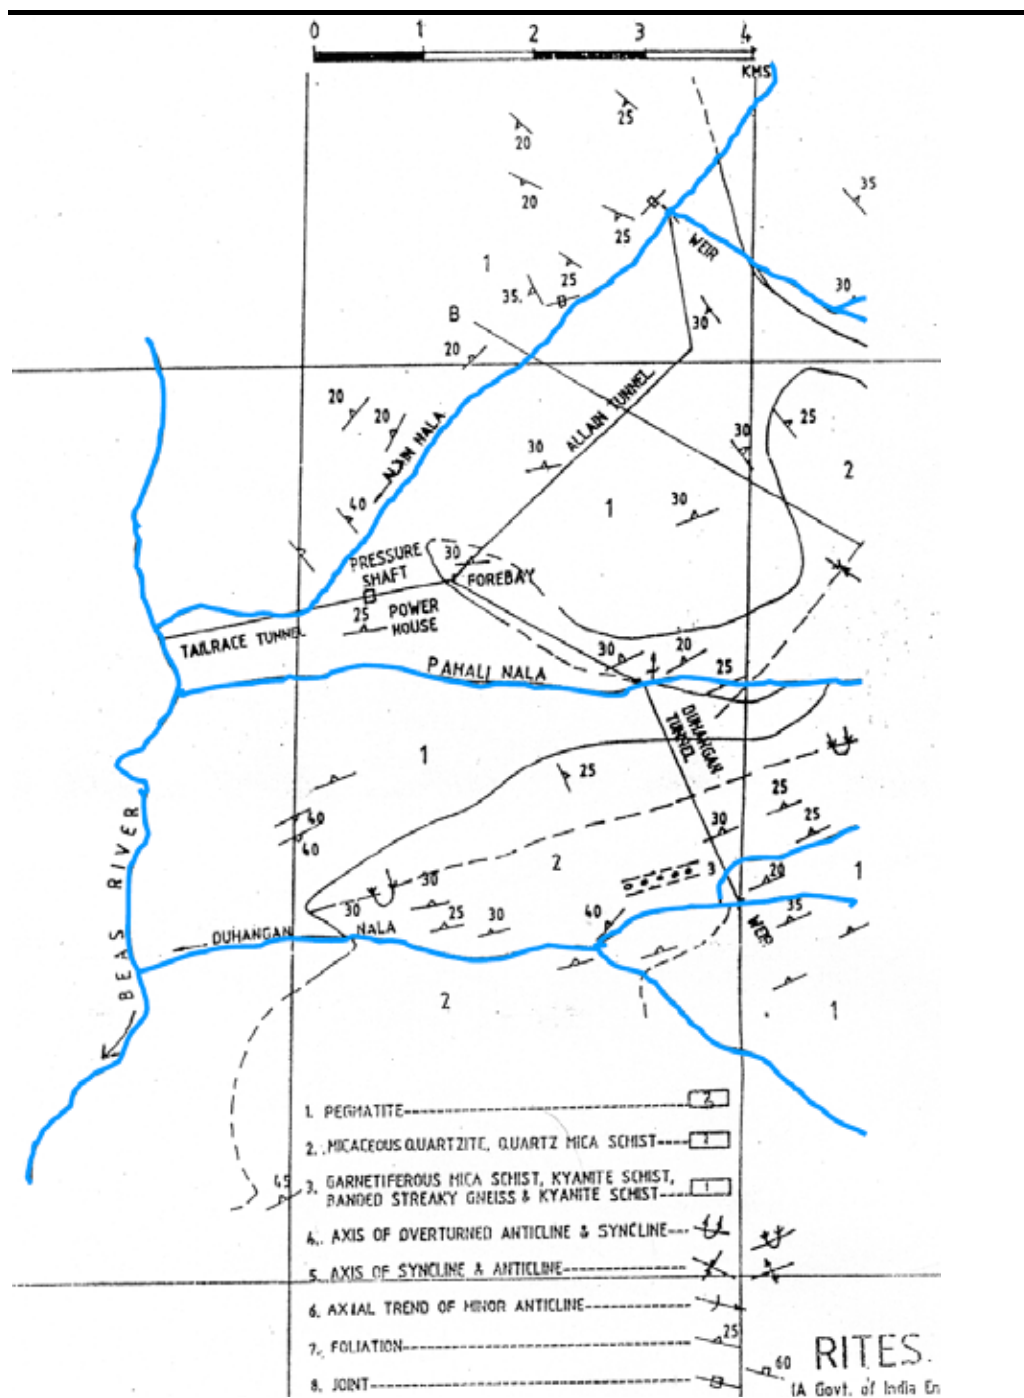 0 1 2 3 4
KMS
25
20
35
20
25
WEIR
1
25
35.
30
B
30
20
ALLAIN TUNNEL
20
20
25
30
NALA
30
2
40
30
1
PRESSURE
SHAFT
30
FOREBAY
25
POWER
HOUSE
TAILRACE TUNNEL
30
20
PAHALI NALA
25
DUHANGAN
TUNNEL
1
25
25
40
30
25
BEAS RIVER
40
2
3
20
1
30
30
25
30
40
35
DUHANGAN NALA
WEIR
2
1
1
1. PEGMATITE
2. MICACEOUS QUARTZITE, QUARTZ MICA SCHIST 2
45
3. GARNETIFEROUS MICA SCHIST, KYANITE SCHIST,
BANDED STREAKY GNEISS & KYANITE SCHIST 1
4. AXIS OF OVERTURNED ANTICLINE & SYNCLINE
5. AXIS OF SYNCLINE & ANTICLINE
6. AXIAL TREND OF MINOR ANTICLINE
7. FOLIATION 25
8. JOINT 60
RITES.
(A Govt. of India En